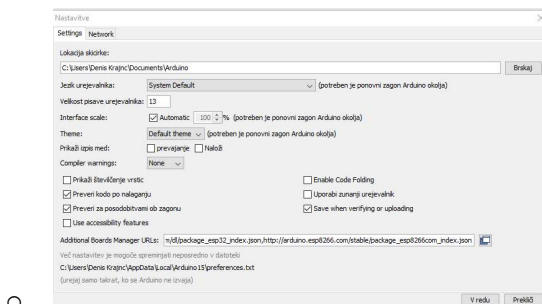 Nastavitve
Settings Network
Lokacija skicirke:
C:\Users\Denis Krajnc\Documents\Arduino Brskaj
Jezik urejevalnika: System Default (potreben je ponovni zagon Arduino okolja)
Velikost pisave urejevalnika: 13
Interface scale: Automatic 100 % (potreben je ponovni zagon Arduino okolja)
Theme: Default theme (potreben je ponovni zagon Arduino okolja)
Prikaži izpis med: prevajanje Naloži
Compiler warnings: None
Prikaži številčenje vrstic Enable Code Folding
Preveri kodo po nalaganju Uporabi zunanji urejevalnik
Preveri za posodobitvami ob zagonu Save when verifying or uploading
Use accessibility features
Additional Boards Manager URLs: m/dl/package_esp32_index.json,http://arduino.esp8266.com/stable/package_esp8266com_index.json
Več nastavitev je mogoče spreminjati neposredno v datoteki
C:\Users\Denis Krajnc\AppData\Local\Arduino15\preferences.txt
(urejaj samo takrat, ko se Arduino ne izvaja)
V redu Prekliči